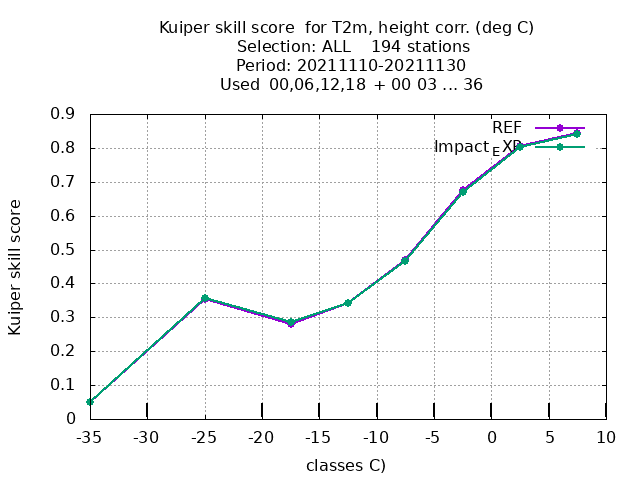 Kuiper skill score  for T2m, height corr. (deg C)
Selection: ALL    194 stations
Period: 20211110-20211130
Used 00,06,12,18 + 00 03 ... 36
REF
Impact_EXP
0.9
0.8
0.7
0.6
0.5
0.4
0.3
0.2
0.1
0
Kuiper skill score
-35 -30 -25 -20 -15 -10 -5 0 5 10
classes C)